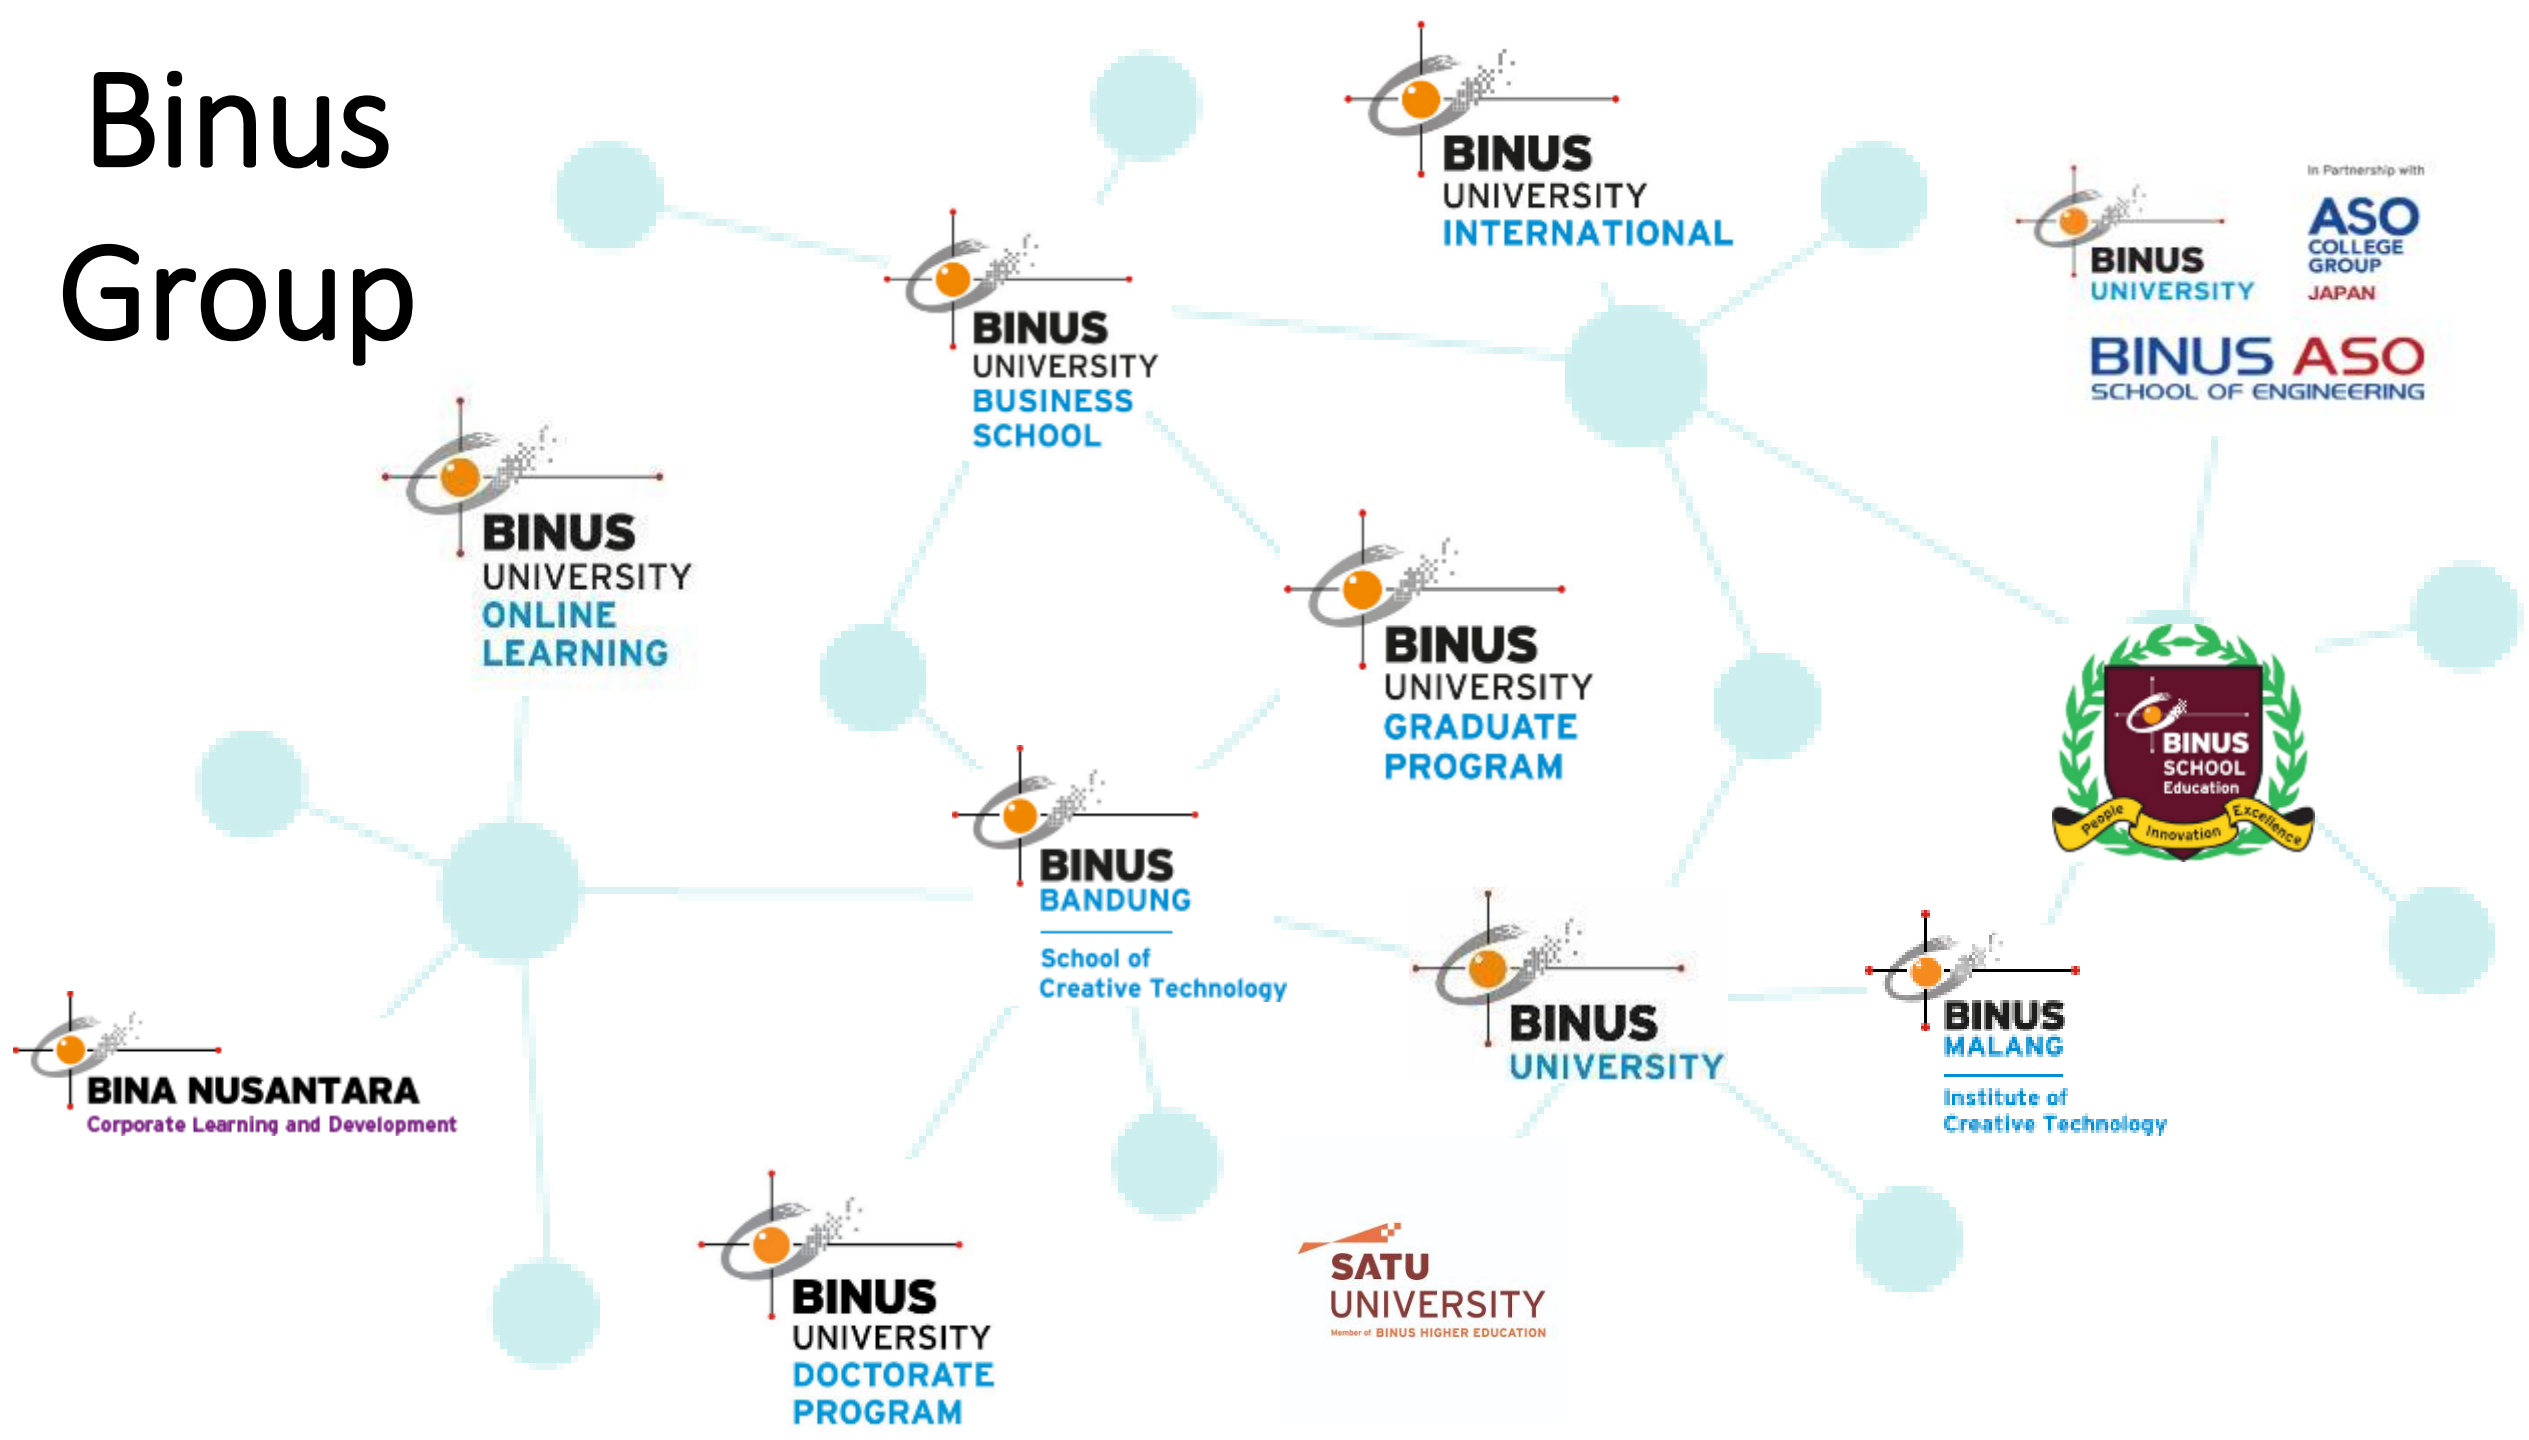 Binus
Group
BINUS
UNIVERSITY
INTERNATIONAL
BINUS
UNIVERSITY
In Partnership with
ASO
COLLEGE
GROUP
JAPAN
BINUS ASO
SCHOOL OF ENGINEERING
BINUS
UNIVERSITY
BUSINESS
SCHOOL
BINUS
UNIVERSITY
ONLINE
LEARNING
BINUS
UNIVERSITY
GRADUATE
PROGRAM
BINUS
SCHOOL
Education
People
Innovation
Excellence
BINUS
BANDUNG
School of
Creative Technology
BINUS
UNIVERSITY
BINUS
MALANG
Institute of
Creative Technology
BINA NUSANTARA
Corporate Learning and Development
BINUS
UNIVERSITY
DOCTORATE
PROGRAM
SATU
UNIVERSITY
Member of BINUS HIGHER EDUCATION